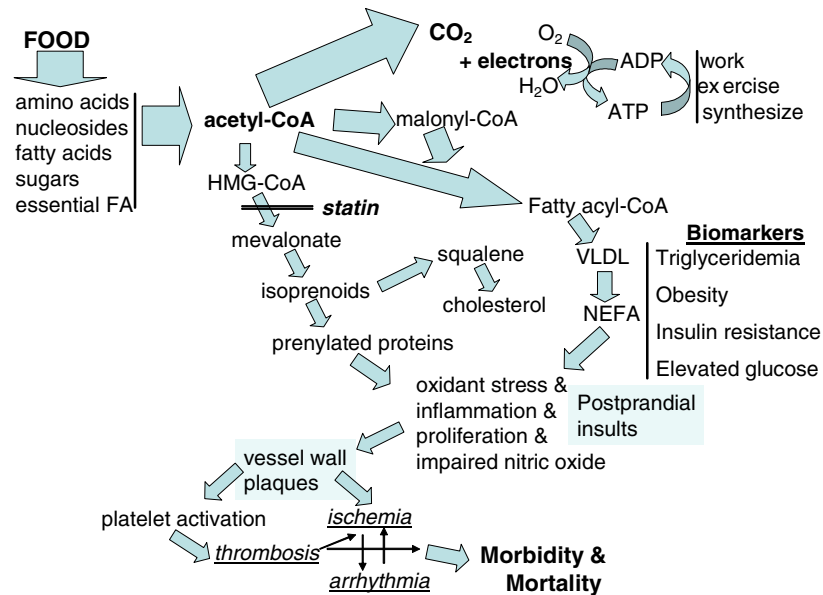 FOOD
amino acids
nucleosides
fatty acids
sugars
essential FA
acetyl-CoA
CO₂
+ electrons
O₂
H₂O
ADP
ATP
work
exercise
synthesize
malonyl-CoA
HMG-CoA
statin
mevalonate
isoprenoids
squalene
cholesterol
prenylated proteins
Fatty acyl-CoA
VLDL
NEFA
Biomarkers
Triglyceridemia
Obesity
Insulin resistance
Elevated glucose
oxidant stress &
inflammation &
proliferation &
impaired nitric oxide
Postprandial
insults
vessel wall
plaques
platelet activation
thrombosis
ischemia
arrhythmia
Morbidity &
Mortality